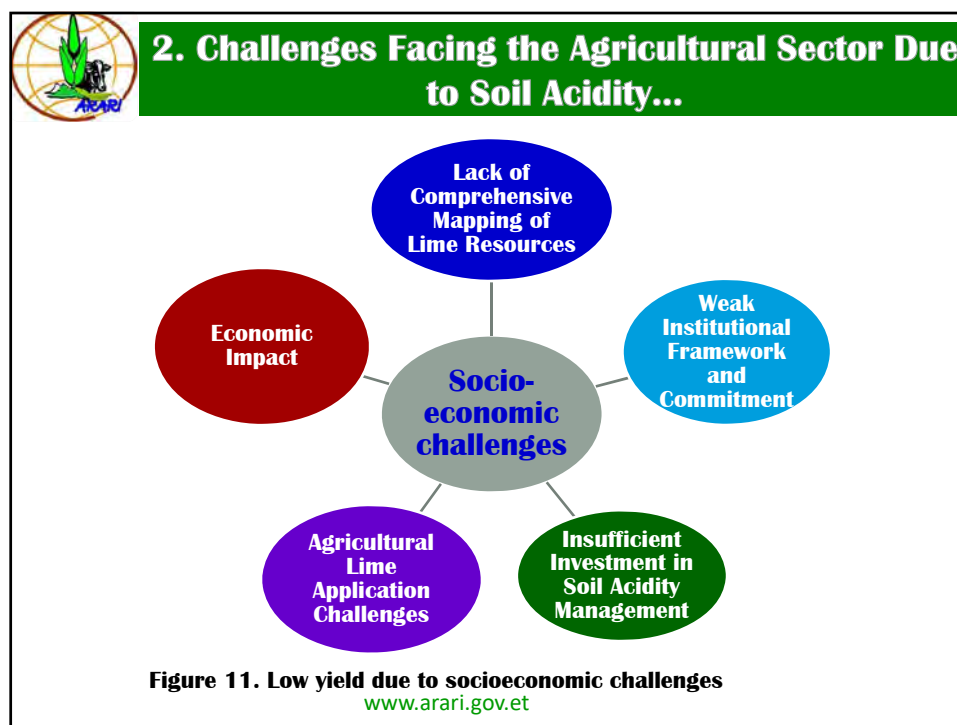 2. Challenges Facing the Agricultural Sector Due
to Soil Acidity...
ARARI
Lack of
Comprehensive
Mapping of
Lime Resources
Economic
Impact
Weak
Institutional
Framework
and
Commitment
Socio-
economic
challenges
Agricultural
Lime
Application
Challenges
Insufficient
Investment in
Soil Acidity
Management
Figure 11. Low yield due to socioeconomic challenges
www.arari.gov.et